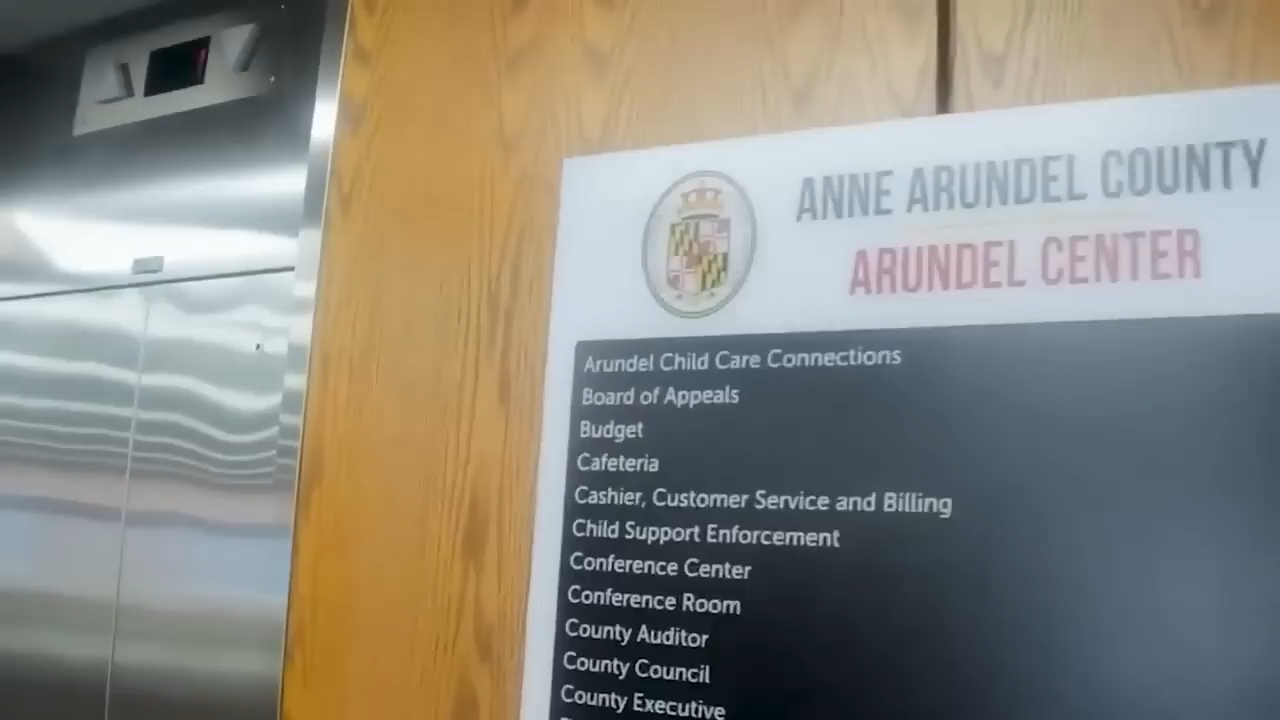 ANNE ARUNDEL COUNTY
ARUNDEL CENTER
Arundel Child Care Connections
Board of Appeals
Budget
Cafeteria
Cashier, Customer Service and Billing
Child Support Enforcement
Conference Center
Conference Room
County Auditor
County Council
County Executive